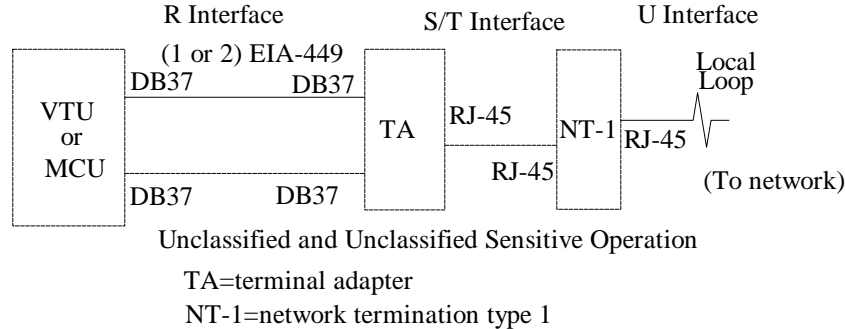 R Interface
S/T Interface
U Interface
(1 or 2) EIA-449
DB37
DB37
Local
Loop
VTU
or
MCU
TA
RJ-45
NT-1
RJ-45
RJ-45
DB37
DB37
(To network)
Unclassified and Unclassified Sensitive Operation
TA=terminal adapter
NT-1=network termination type 1